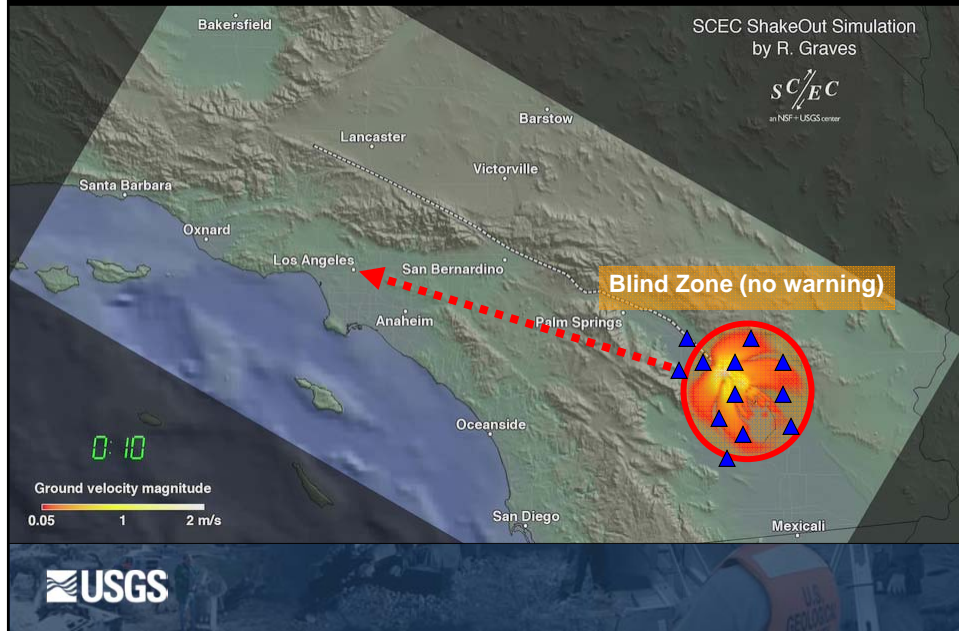 Bakersfield
SCEC ShakeOut Simulation
by R. Graves
SC/EC
an NSF+USGS center
Barstow
Lancaster
Victorville
Santa Barbara
Oxnard
Los Angeles
San Bernardino
Blind Zone (no warning)
Anaheim
Palm Springs
Oceanside
0:10
Ground velocity magnitude
0.05 1 2 m/s
San Diego
Mexicali
USGS
U.S.
GEOLOGICAL